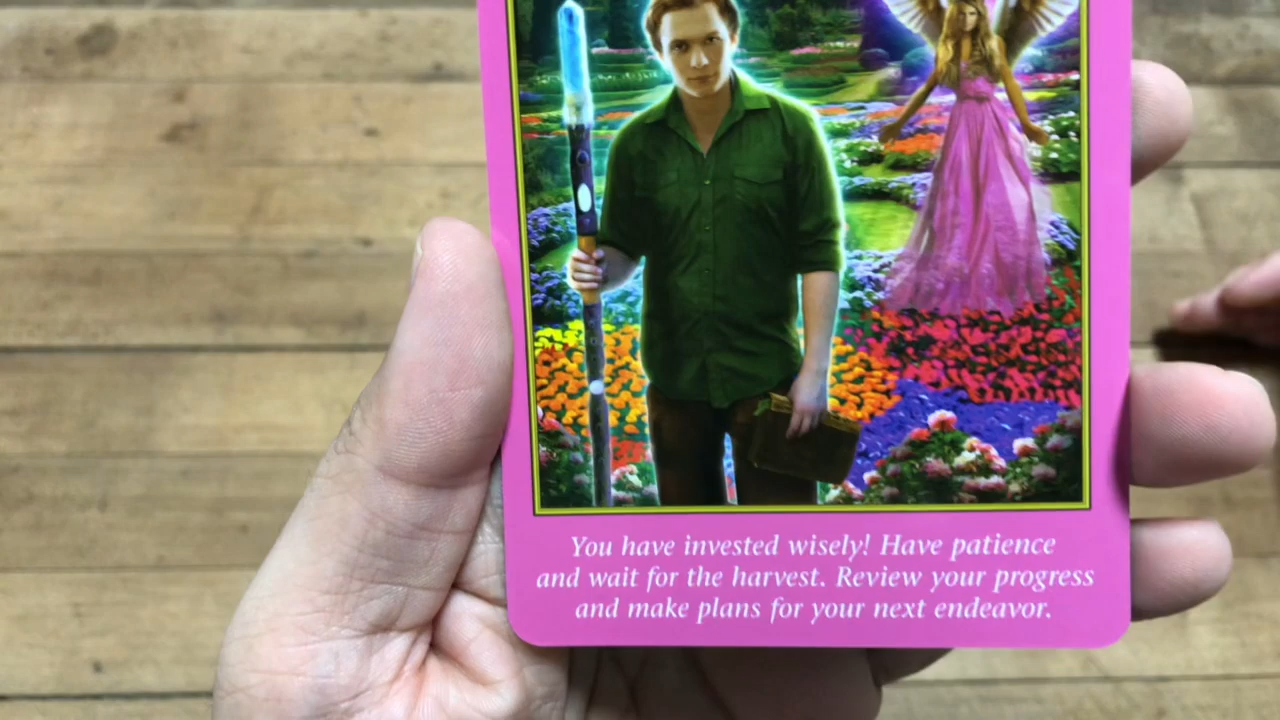 You have invested wisely! Have patience
and wait for the harvest. Review your progress
and make plans for your next endeavor.